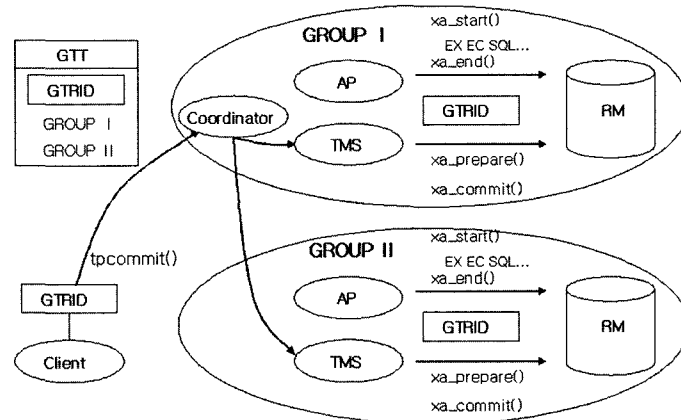 GTT
GTRID
GROUP I
GROUP II
GROUP I
xa_start()
EX EC SQL...
xa_end()
AP
GTRID
RM
Coordinator
TMS
xa_prepare()
xa_commit()
tpcommit()
GTRID
Client
GROUP II
xa_start()
EX EC SQL...
xa_end()
AP
GTRID
RM
TMS
xa_prepare()
xa_commit()